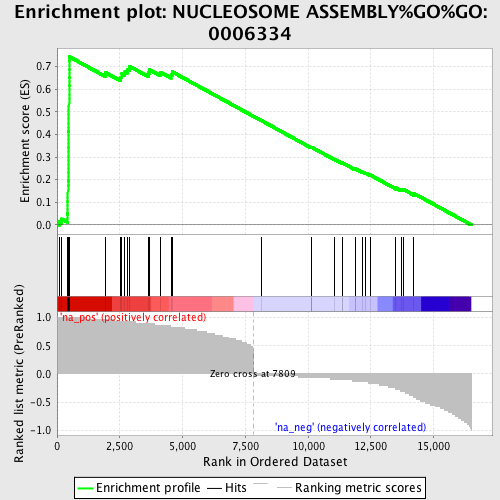 Enrichment plot: NUCLEOSOME ASSEMBLY%GO%GO:
0006334
Enrichment score (ES)
0.7
0.6
0.5
0.4
0.3
0.2
0.1
0.0
'na_pos' (positively correlated)
Ranked list metric (PreRanked)
1.0
0.5
0.0
-0.5
-1.0
Zero cross at 7809
'na_neg' (negatively correlated)
0 2,500 5,000 7,500 10,000 12,500 15,000
Rank in Ordered Dataset
Enrichment profile Hits Ranking metric scores